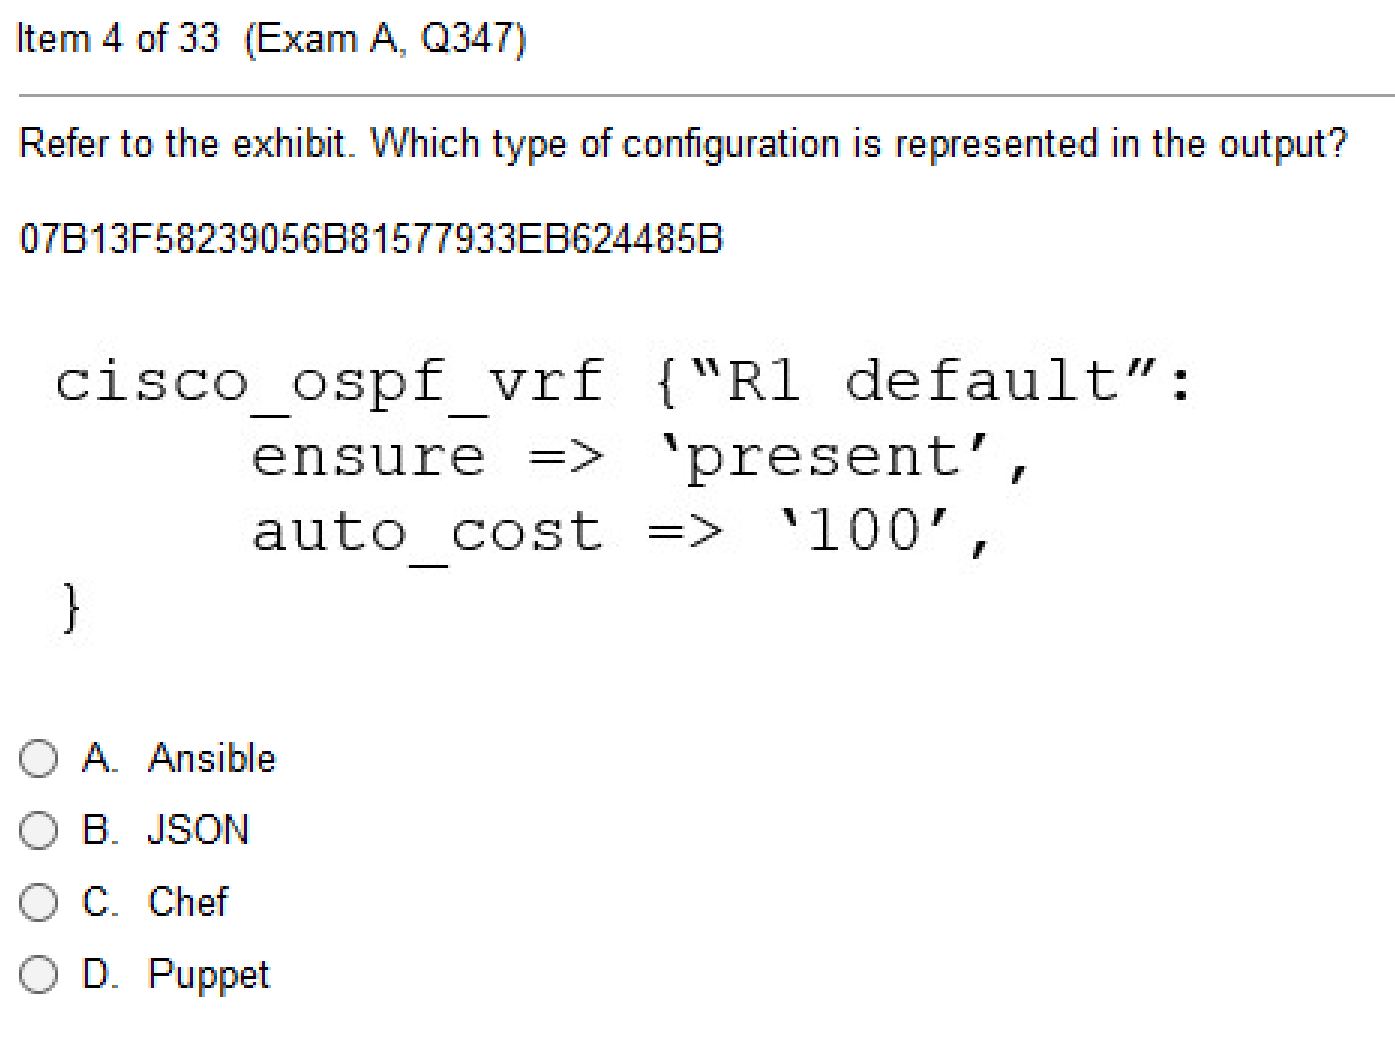 Item 4 of 33 (Exam A, Q347)
Refer to the exhibit. Which type of configuration is represented in the output?
07B13F58239056B81577933EB624485B
cisco_ospf_vrf {“R1 default”:
ensure => ‘present’,
auto_cost => ‘100’,
}
A. Ansible
B. JSON
C. Chef
D. Puppet